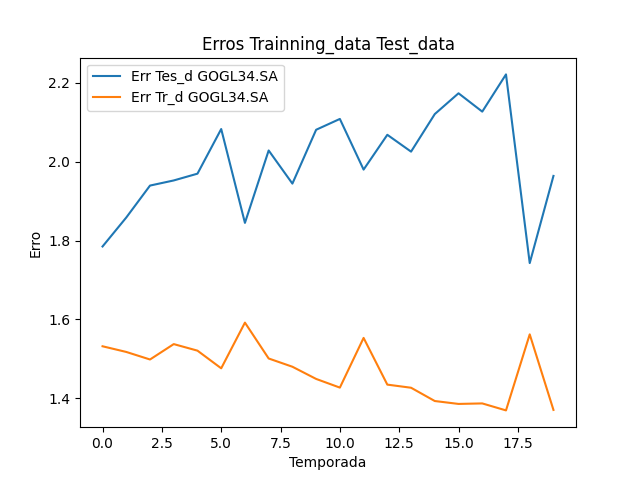 Erros Trainning_data Test_data
Err Tes_d GOGL34.SA
Err Tr_d GOGL34.SA
2.2
2.0
1.8
1.6
1.4
Erro
0.0 2.5 5.0 7.5 10.0 12.5 15.0 17.5
Temporada